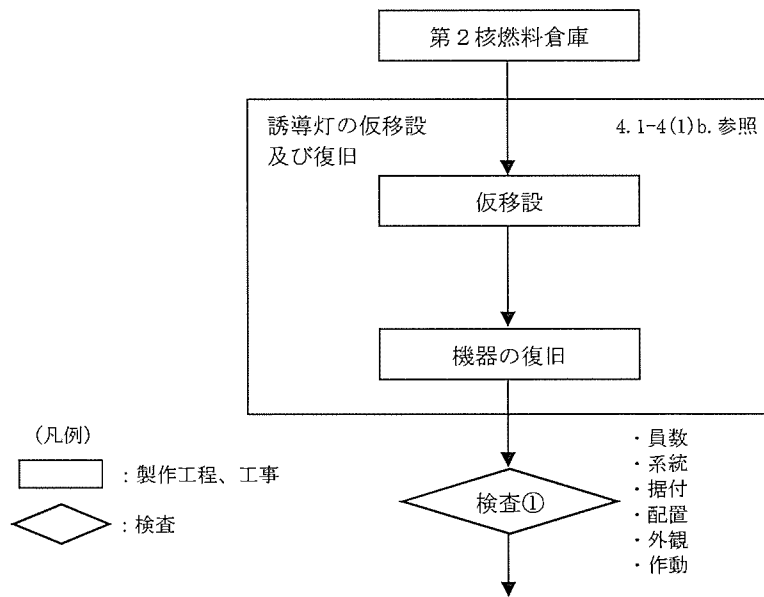 第２核燃料倉庫
誘導灯の仮移設
及び復旧
4.1-4(1)b.参照
仮移設
機器の復旧
(凡例)
：製作工程、工事
：検査
検査①
・員数
・系統
・据付
・配置
・外観
・作動